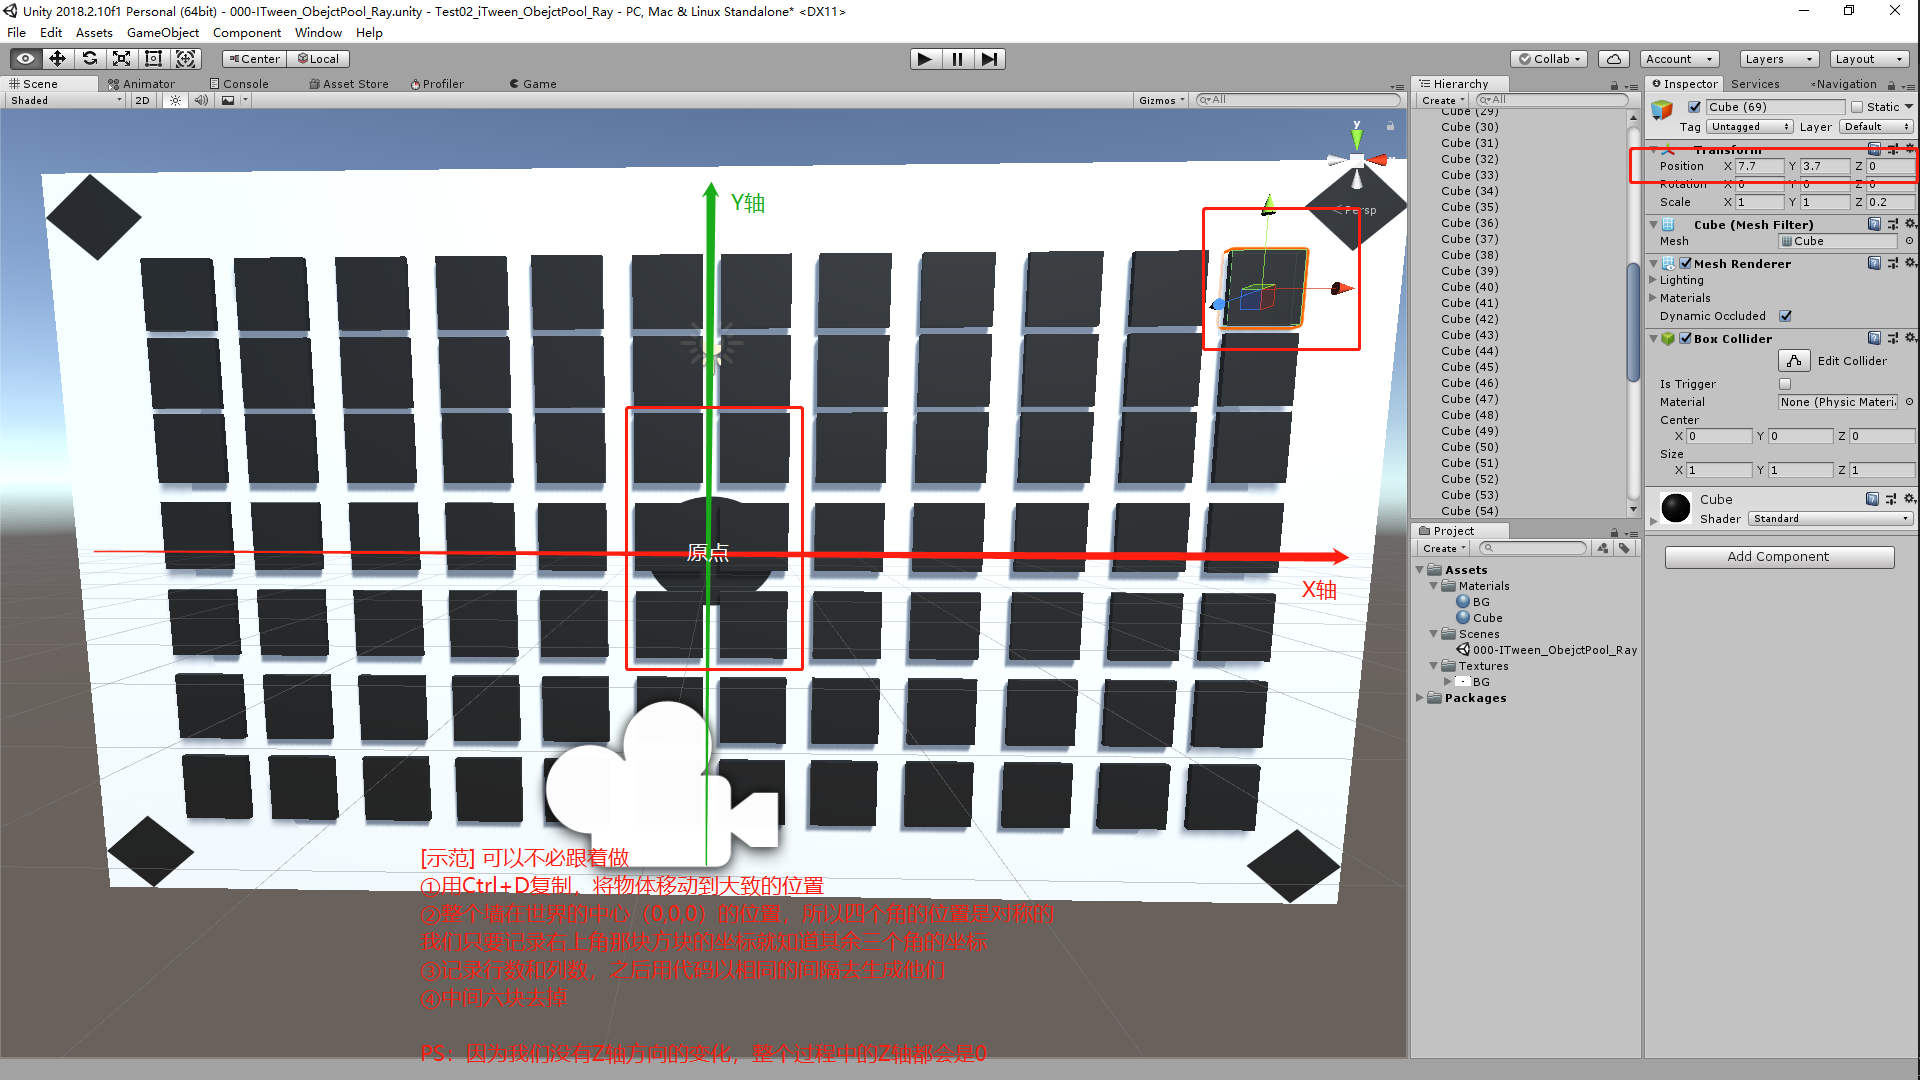 Unity 2018.2.10f1 Personal (64bit) - 000-ITween_ObejctPool_Ray.unity - Test02_iTween_ObejctPool_Ray - PC, Mac & Linux Standalone* <DX11>
File Edit Assets GameObject Component Window Help
Center Local Collab Account Layers Layout
Scene Animator Console Asset Store Profiler Game
Shaded 2D Gizmos All
y
Persp
Y轴
原点
X轴
[示范] 可以不必跟着做
①用Ctrl+D复制，将物体移动到大致的位置
②整个墙在世界的中心（0,0,0）的位置，所以四个角的位置是对称的
我们只要记录右上角那块方块的坐标就知道其余三个角的坐标
③记录行数和列数，之后用代码以相同的间隔去生成他们
④中间六块去掉
PS：因为我们没有Z轴方向的变化，整个过程中的Z轴都会是0
Hierarchy
Create All
Cube (29)
Cube (30)
Cube (31)
Cube (32)
Cube (33)
Cube (34)
Cube (35)
Cube (36)
Cube (37)
Cube (38)
Cube (39)
Cube (40)
Cube (41)
Cube (42)
Cube (43)
Cube (44)
Cube (45)
Cube (46)
Cube (47)
Cube (48)
Cube (49)
Cube (50)
Cube (51)
Cube (52)
Cube (53)
Cube (54)
Project
Create
Assets
Materials
BG
Cube
Scenes
000-ITween_ObejctPool_Ray
Textures
BG
Packages
Inspector Services Navigation
Cube (69) Static
Tag Untagged Layer Default
Transform
Position X 7.7 Y 3.7 Z 0
Rotation X 0 Y 0 Z 0
Scale X 1 Y 1 Z 0.2
Cube (Mesh Filter)
Mesh Cube
Mesh Renderer
Lighting
Materials
Dynamic Occluded
Box Collider
Edit Collider
Is Trigger
Material None (Physic Materi
Center
X 0 Y 0 Z 0
Size
X 1 Y 1 Z 1
Cube
Shader Standard
Add Component